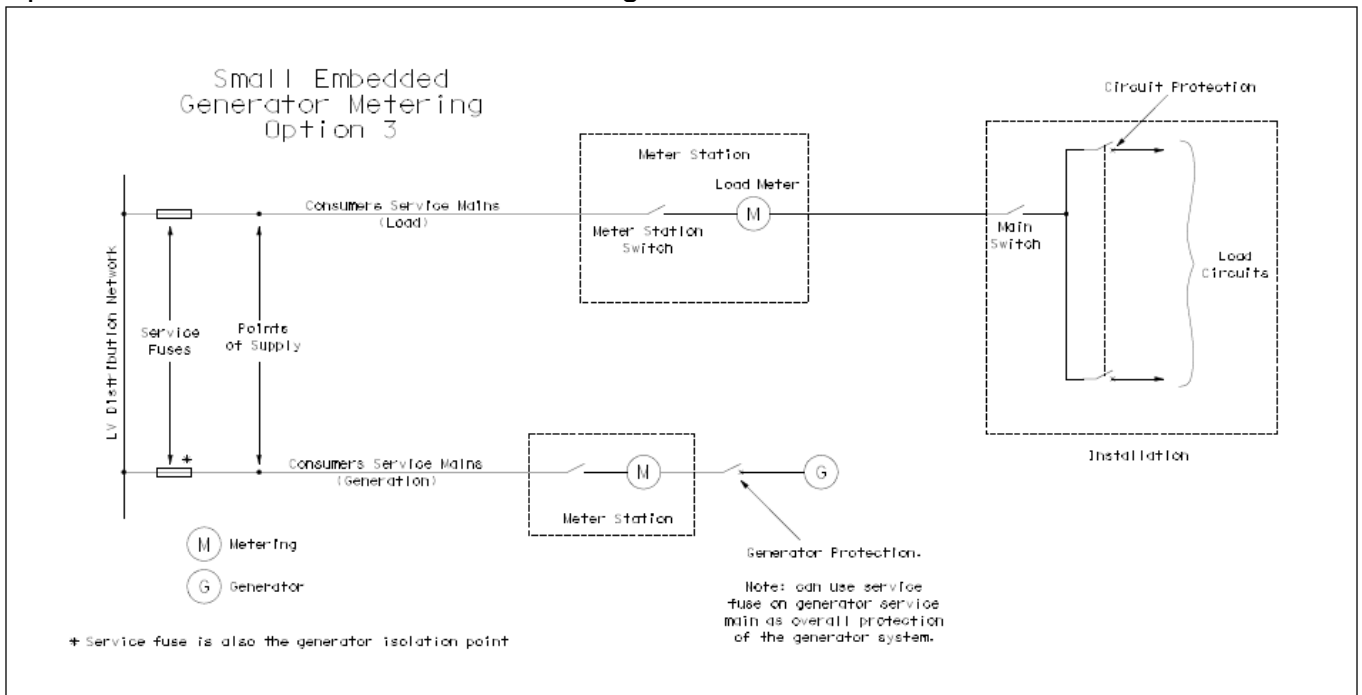 Small Embedded
Generator Metering
Option 3
Circuit Protection
Meter Station
Load Meter
M
Consumers Service Mains
(Load)
Meter Station
Switch
Main
Switch
Load
Circuits
LV Distribution Network
Service
Fuses
Points
of Supply
Installation
*
Consumers Service Mains
(Generation)
M
G
Meter Station
M Metering
G Generator
Generator Protection.
Note: can use service
fuse on generator service
main as overall protection
of the generator system.
* Service fuse is also the generator isolation point